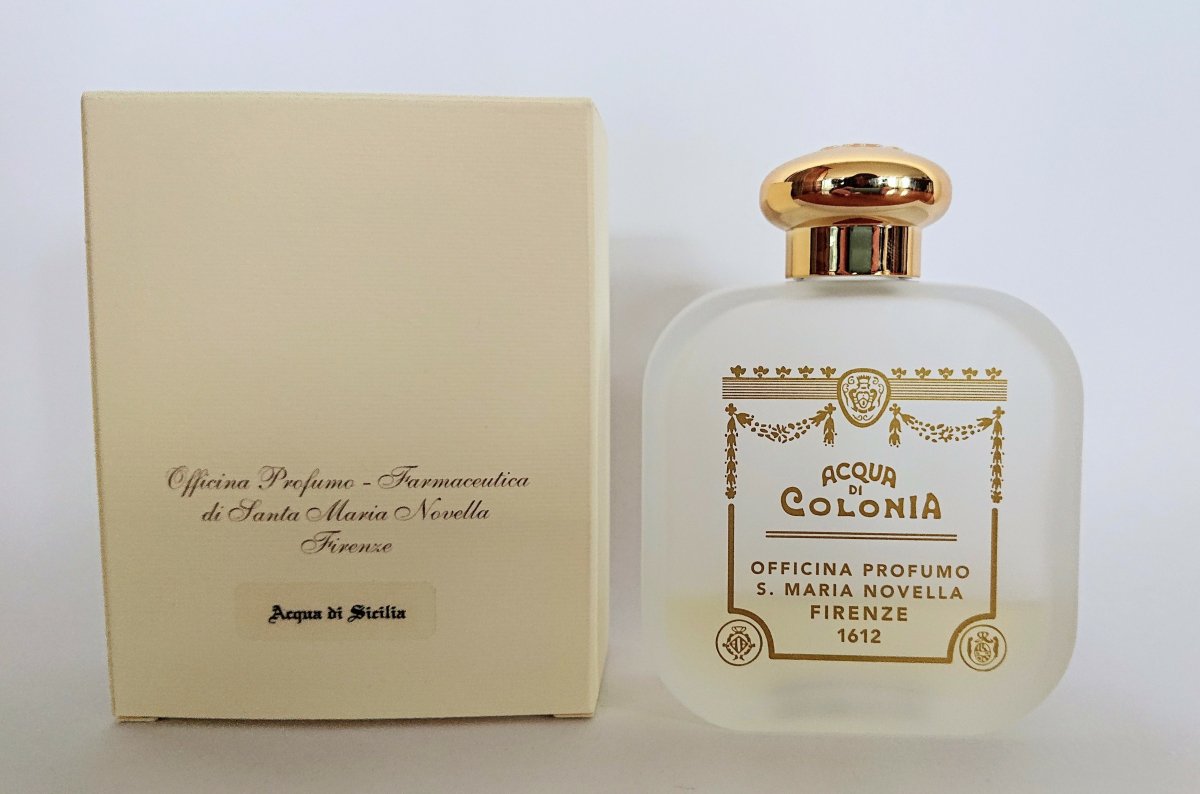 Officina Profumo - Farmaceutica
di Santa Maria Novella
Firenze
Acqua di Sicilia
ACQUA
DI
COLONIA
OFFICINA PROFUMO
S. MARIA NOVELLA
FIRENZE
1612